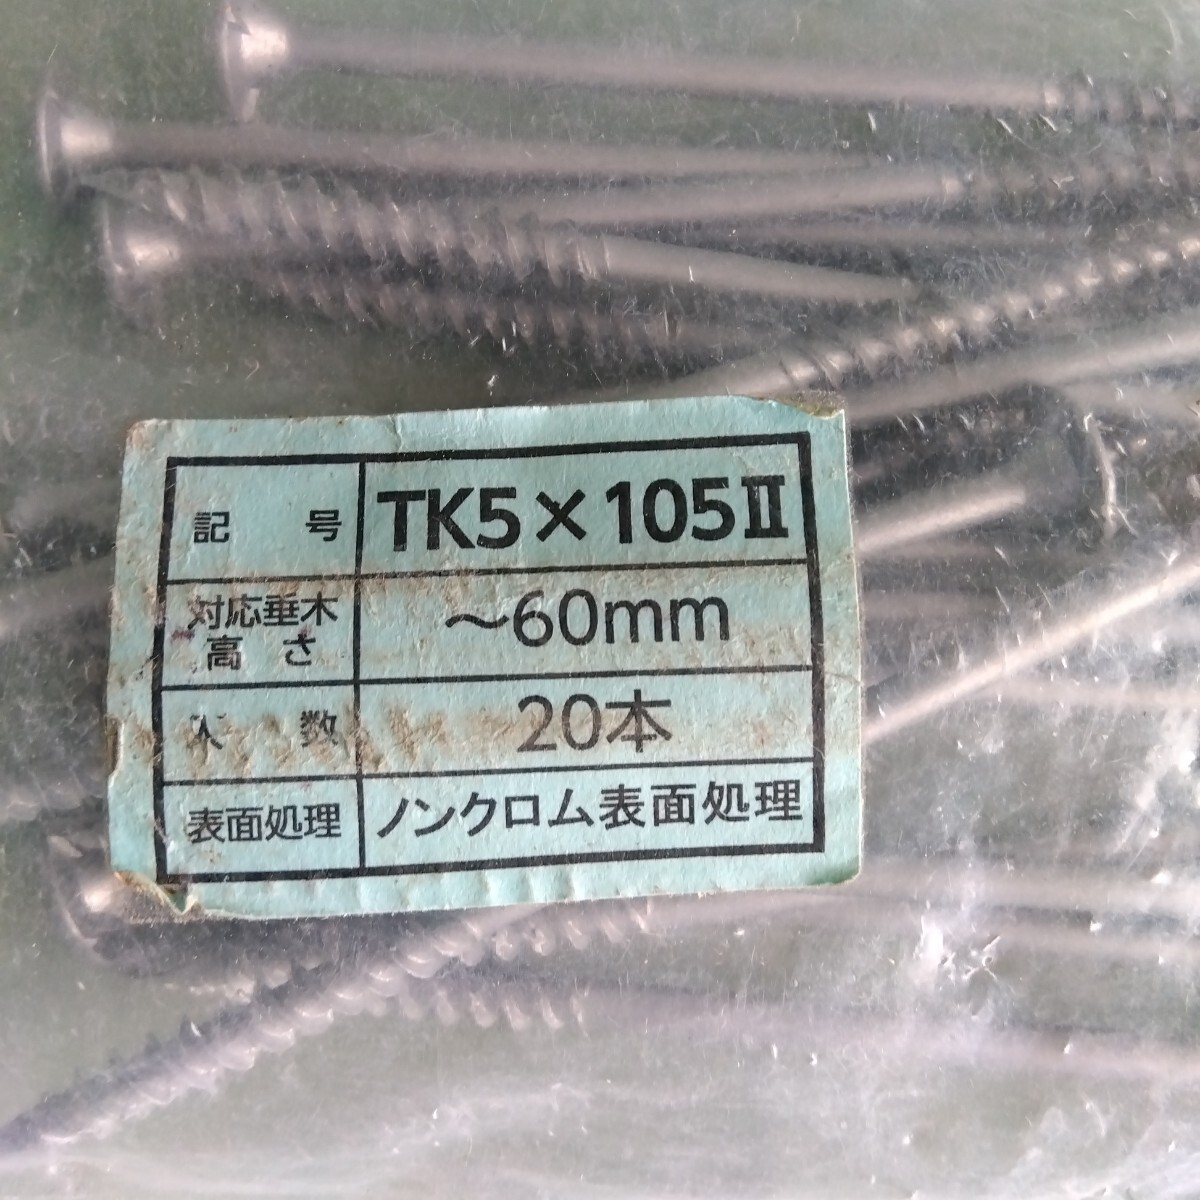 記号 TK5×105Ⅱ
対応垂木高さ ～60mm
入数 20本
表面処理 ノンクロム表面処理